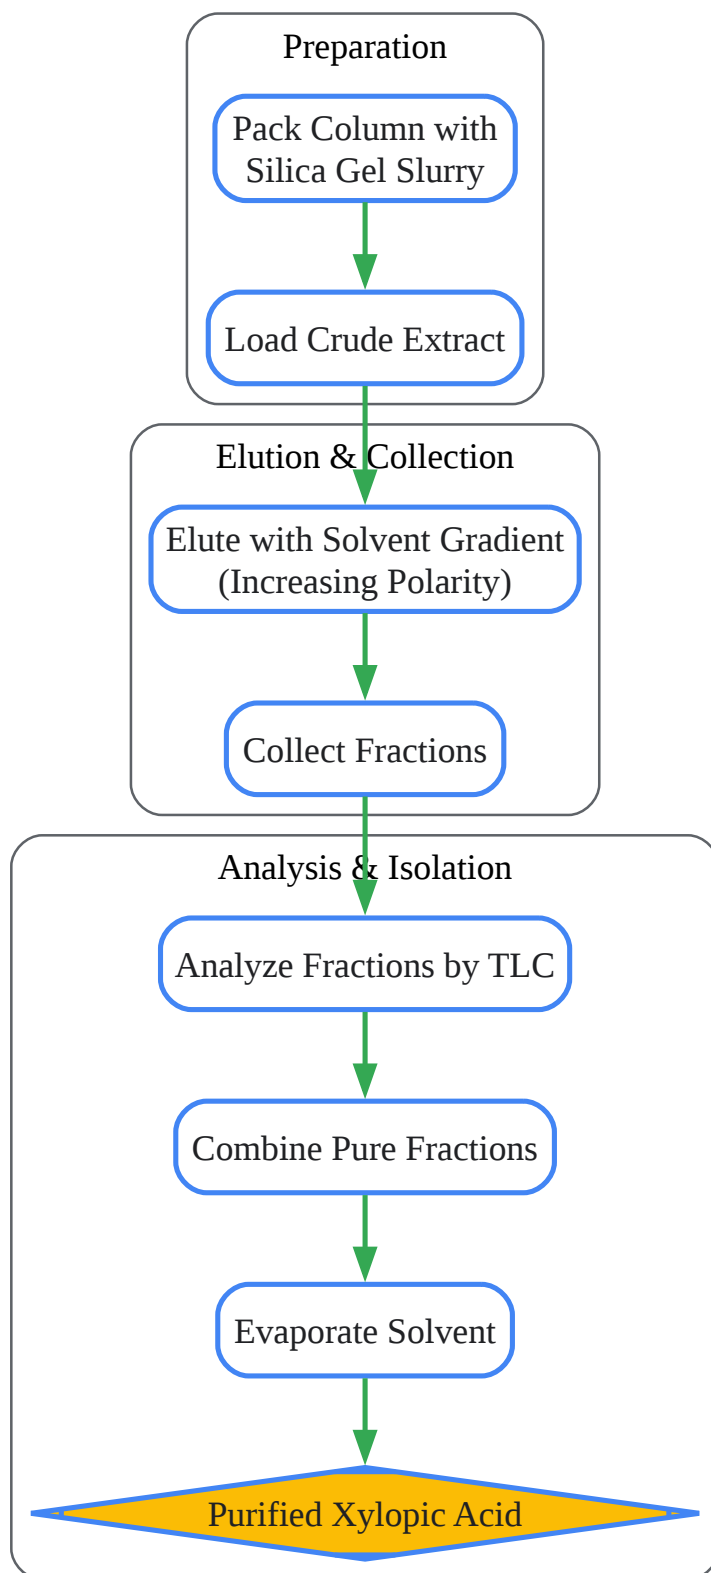 Preparation
Pack Column with
Silica Gel Slurry
Load Crude Extract
Elution & Collection
Elute with Solvent Gradient
(Increasing Polarity)
Collect Fractions
Analysis & Isolation
Analyze Fractions by TLC
Combine Pure Fractions
Evaporate Solvent
Purified Xylopic Acid